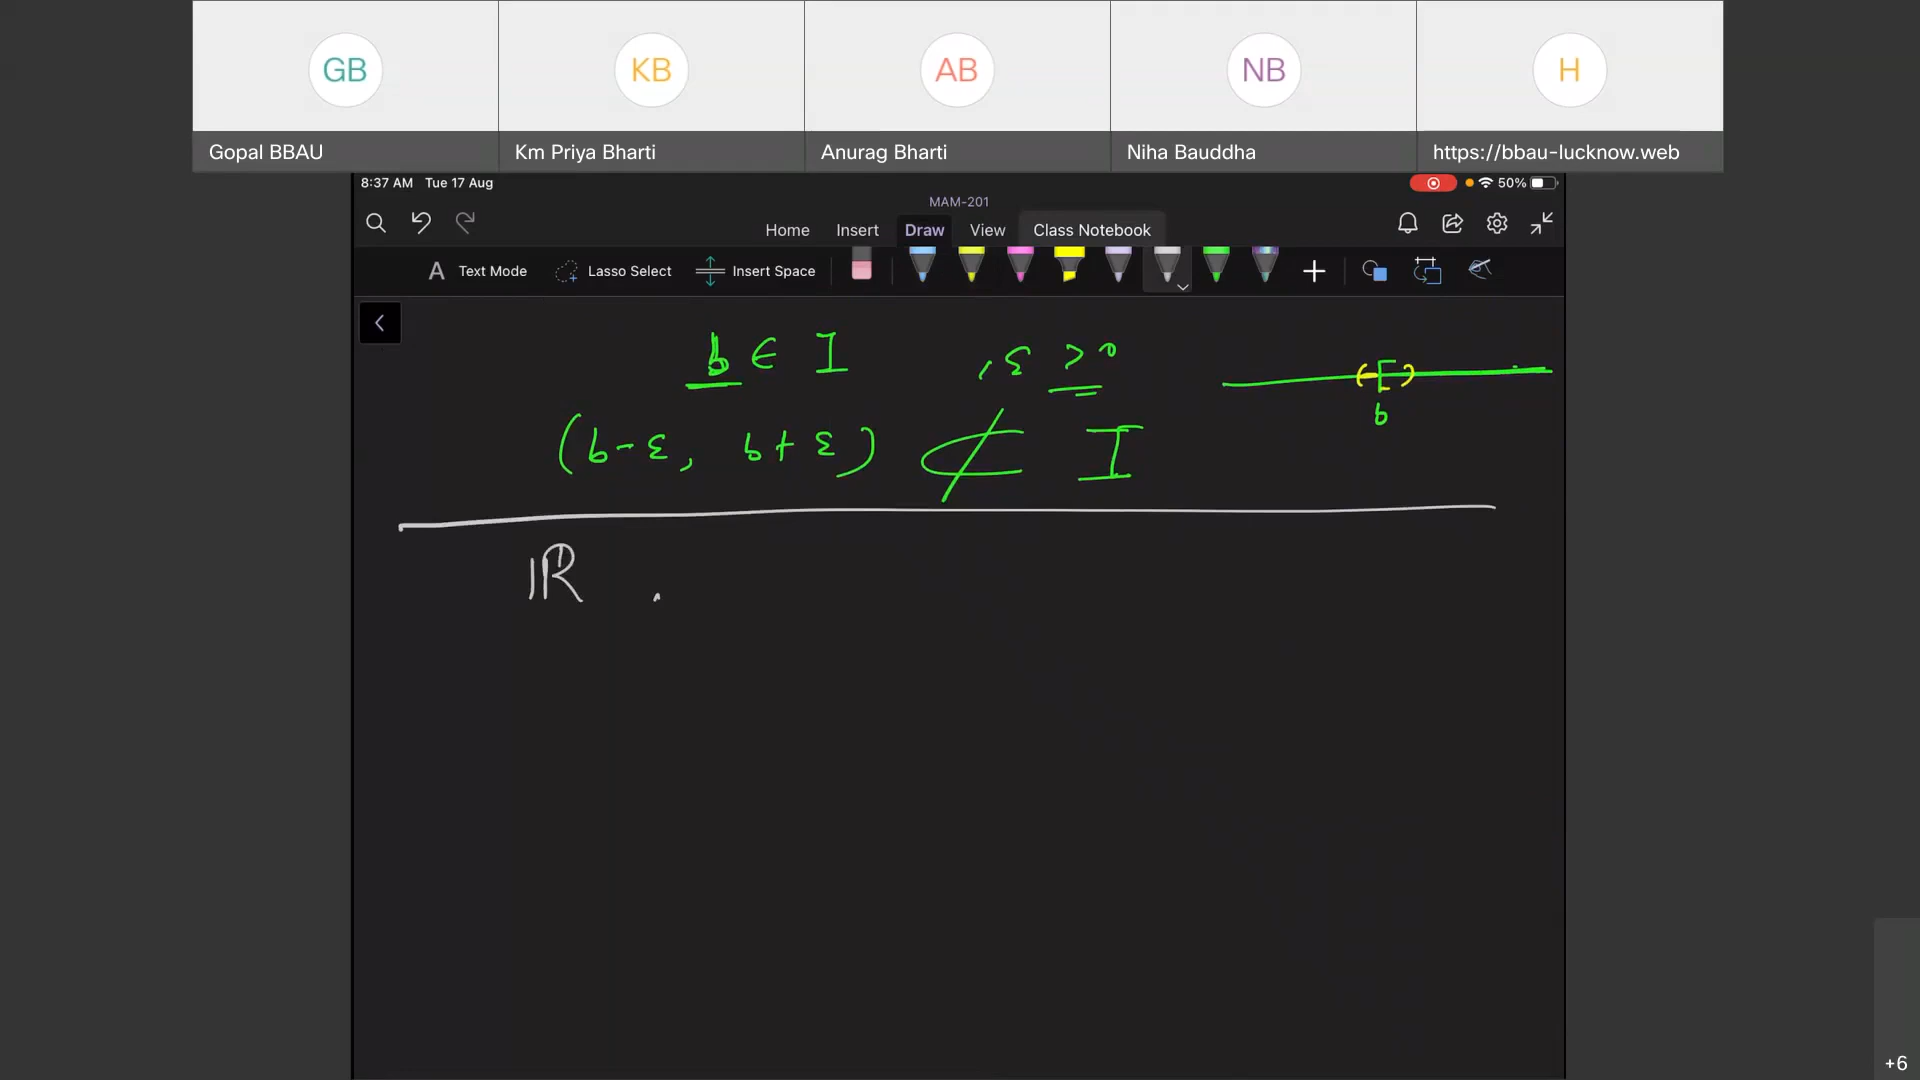 GB KB AB NB H
Gopal BBAU Km Priya Bharti Anurag Bharti Niha Bauddha https://bbau-lucknow.web
8:37 AM Tue 17 Aug 50%
MAM-201
Home Insert Draw View Class Notebook
A Text Mode Lasso Select Insert Space
b ∈ I , ε > 0
b
(b-ε, b+ε) ⊄ I
ℝ .
+6